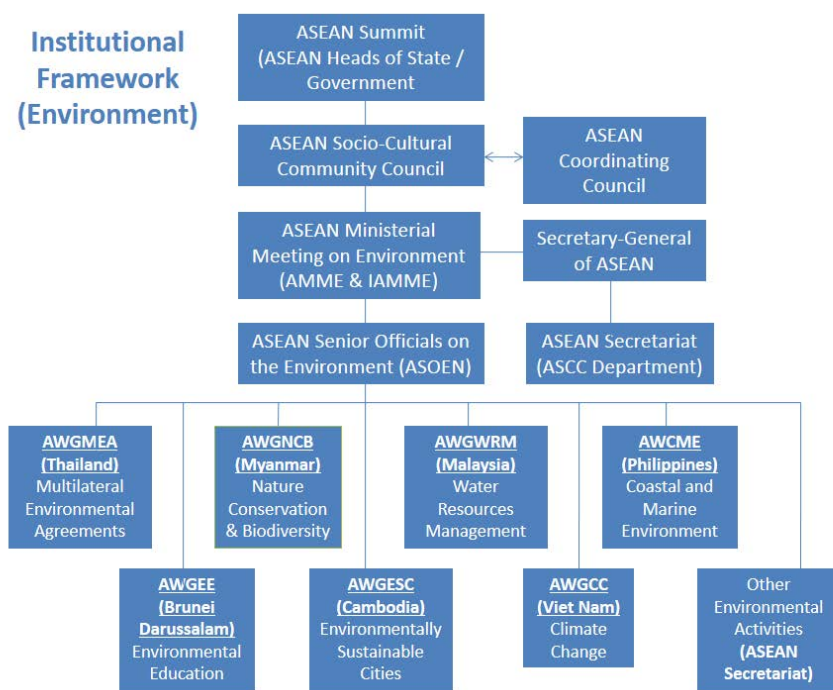 Institutional
Framework
(Environment)
ASEAN Summit
(ASEAN Heads of State /
Government
ASEAN Socio-Cultural
Community Council
ASEAN
Coordinating
Council
ASEAN Ministerial
Meeting on Environment
(AMME & IAMME)
Secretary-General
of ASEAN
ASEAN Senior Officials on
the Environment (ASOEN)
ASEAN Secretariat
(ASCC Department)
AWGMEA
(Thailand)
Multilateral
Environmental
Agreements
AWGNCB
(Myanmar)
Nature
Conservation
& Biodiversity
AWGWRM
(Malaysia)
Water
Resources
Management
AWCME
(Philippines)
Coastal and
Marine
Environment
AWGEE
(Brunei
Darussalam)
Environmental
Education
AWGESC
(Cambodia)
Environmentally
Sustainable
Cities
AWGCC
(Viet Nam)
Climate
Change
Other
Environmental
Activities
(ASEAN
Secretariat)